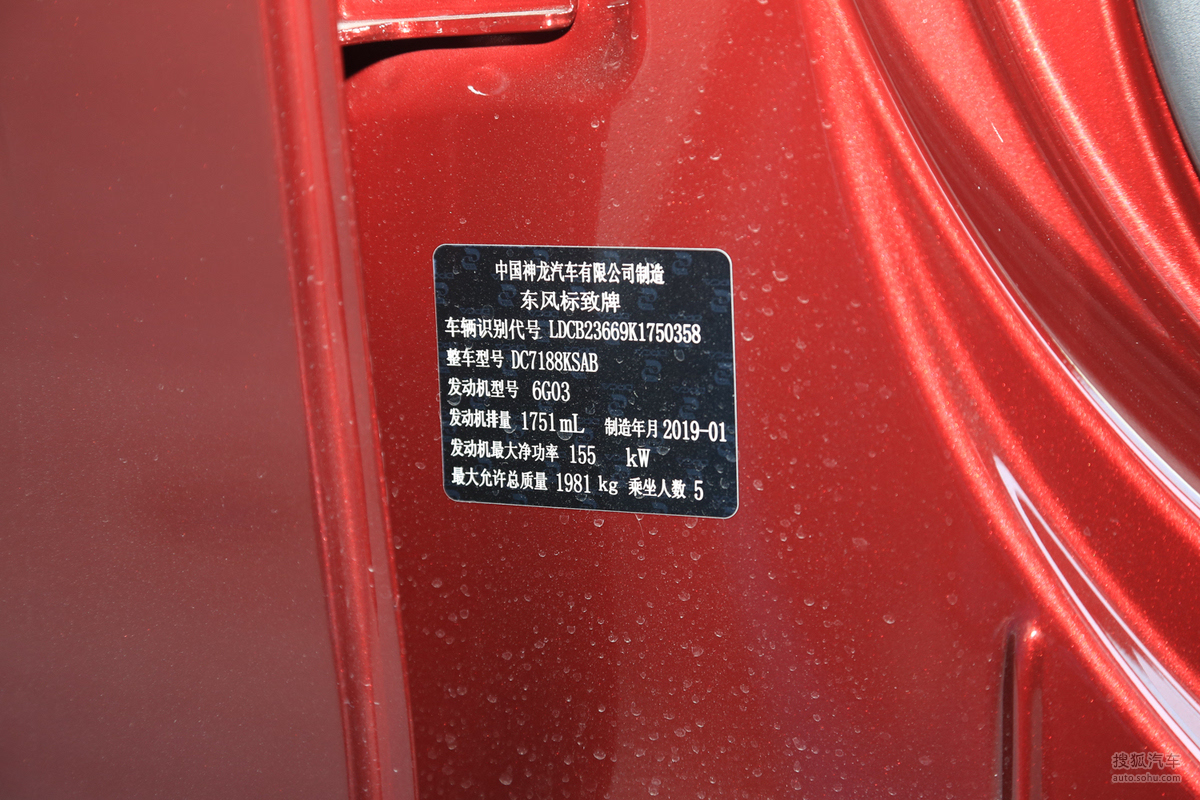 中国神龙汽车有限公司制造
东风标致牌
车辆识别代号 LDCB23669K1750358
整车型号 DC7188KSAB
发动机型号 6G03
发动机排量 1751 mL 制造年月 2019-01
发动机最大净功率 155 kW
最大允许总质量 1981 kg 乘坐人数 5
搜狐汽车
auto.sohu.com